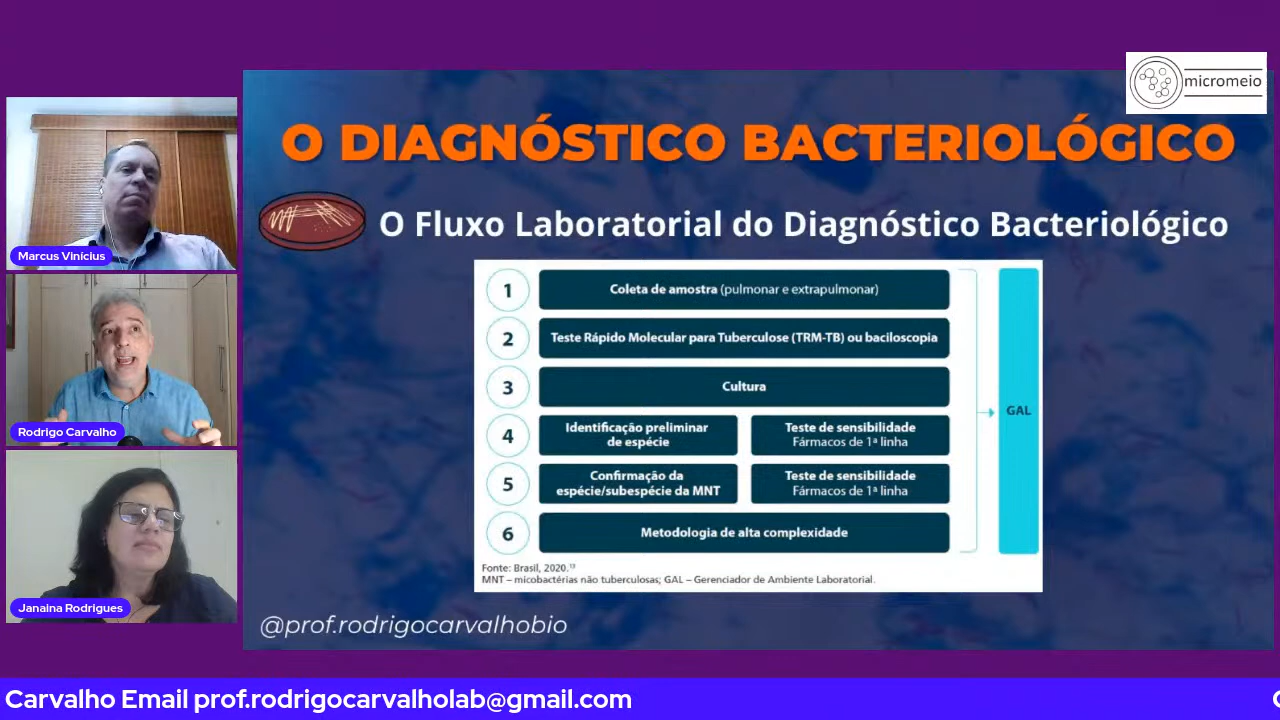 micromeio
O DIAGNÓSTICO BACTERIOLÓGICO
O Fluxo Laboratorial do Diagnóstico Bacteriológico
1
Coleta de amostra (pulmonar e extrapulmonar)
2
Teste Rápido Molecular para Tuberculose (TRM-TB) ou baciloscopia
3
Cultura
4
Identificação preliminar
de espécie
Teste de sensibilidade
Fármacos de 1ª linha
5
Confirmação da
espécie/subespécie da MNT
Teste de sensibilidade
Fármacos de 1ª linha
6
Metodologia de alta complexidade
GAL
Fonte: Brasil, 2020.¹³
MNT – micobactérias não tuberculosas; GAL – Gerenciador de Ambiente Laboratorial.
@prof.rodrigocarvalhobio
Marcus Vinícius
Rodrigo Carvalho
Janaina Rodrigues
Carvalho Email prof.rodrigocarvalholab@gmail.com